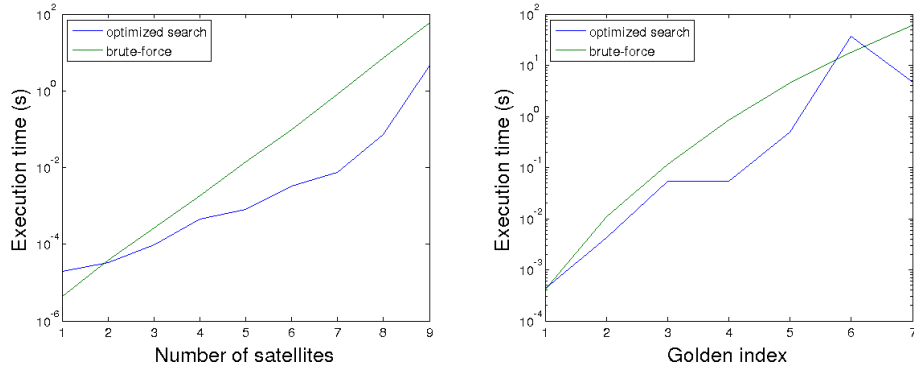 optimized search
brute-force
10^2
10^0
10^-2
10^-4
10^-6
Execution time (s)
1 2 3 4 5 6 7 8 9
Number of satellites
optimized search
brute-force
10^2
10^1
10^0
10^-1
10^-2
10^-3
10^-4
Execution time (s)
1 2 3 4 5 6 7
Golden index